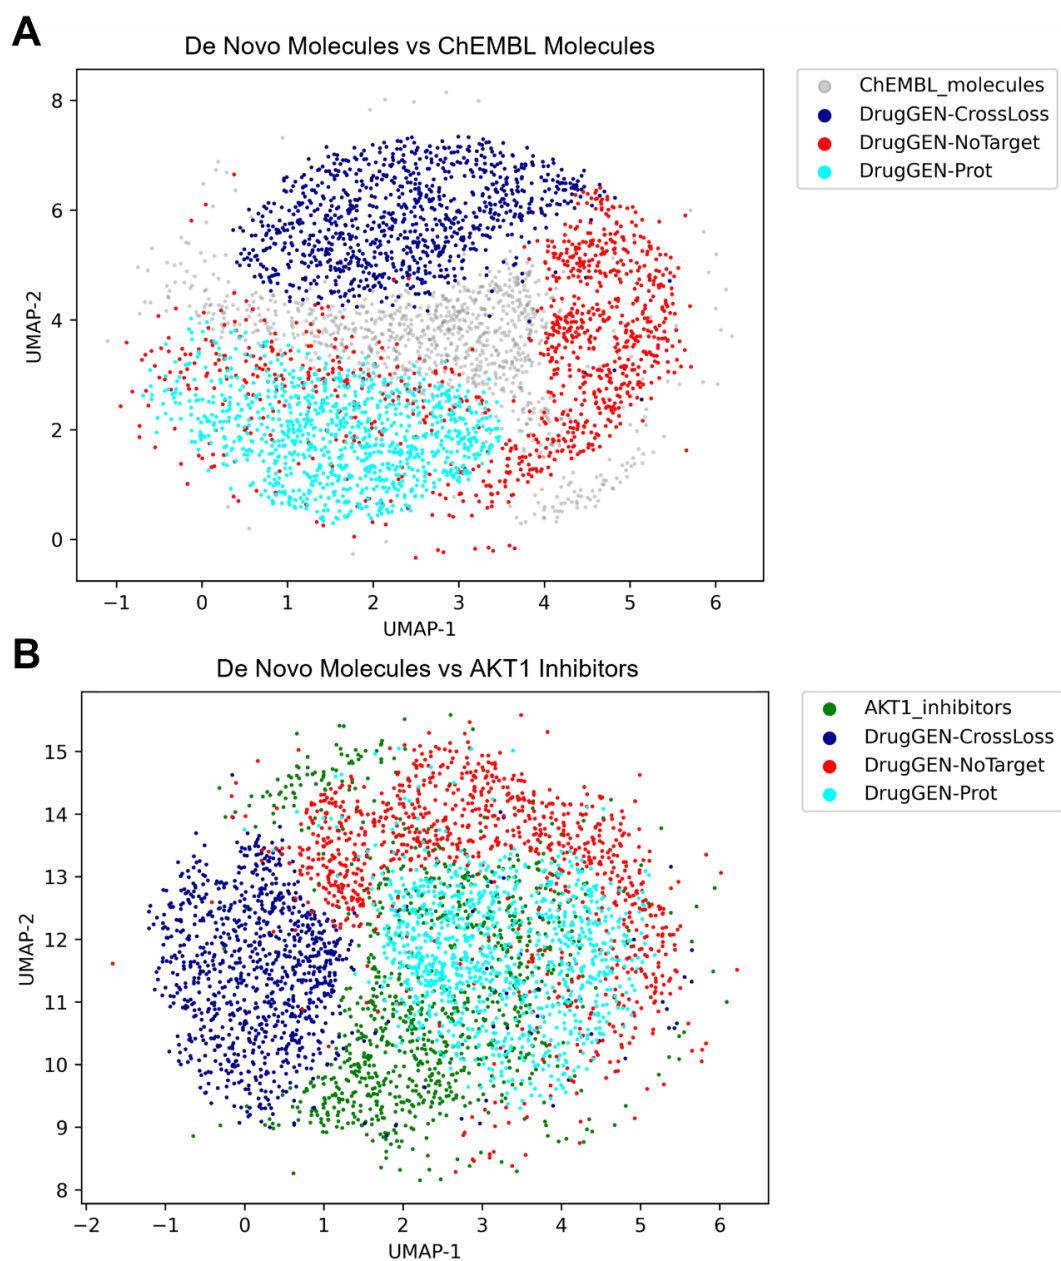 A
De Novo Molecules vs ChEMBL Molecules
8
6
4
2
0
UMAP-2
−1 0 1 2 3 4 5 6
UMAP-1
ChEMBL_molecules
DrugGEN-CrossLoss
DrugGEN-NoTarget
DrugGEN-Prot
B
De Novo Molecules vs AKT1 Inhibitors
15
14
13
12
11
10
9
8
UMAP-2
−2 −1 0 1 2 3 4 5 6
UMAP-1
AKT1_inhibitors
DrugGEN-CrossLoss
DrugGEN-NoTarget
DrugGEN-Prot